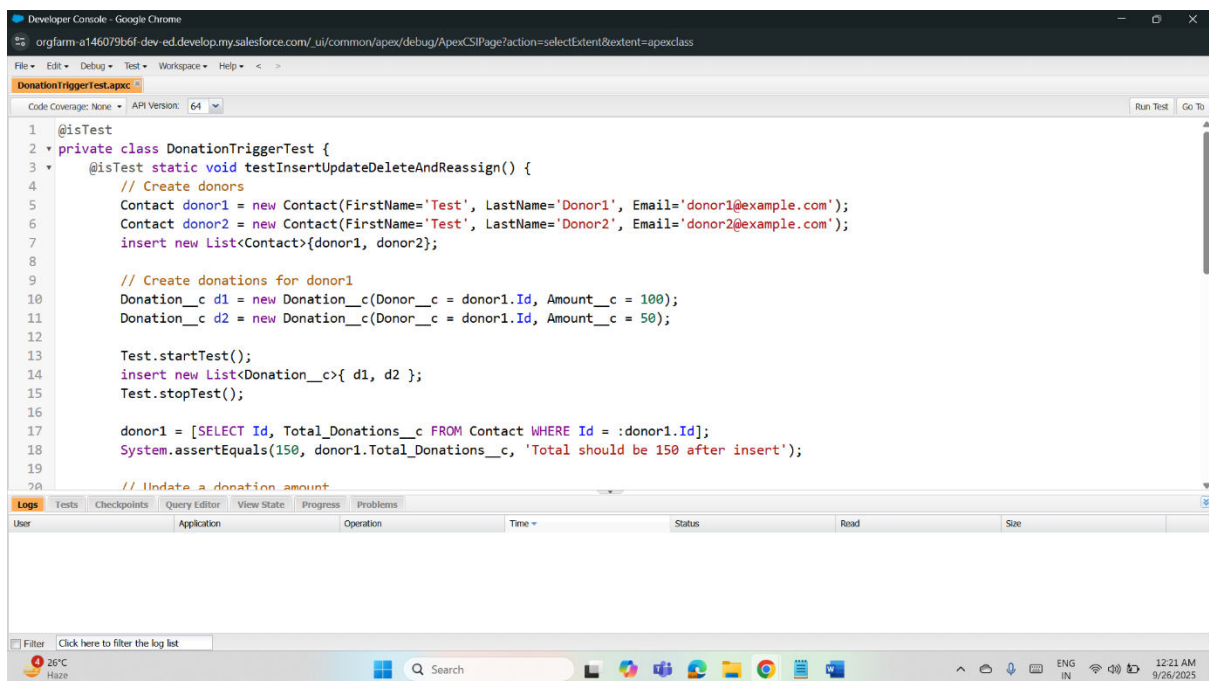 Developer Console - Google Chrome
orgfarm-a146079b6f-dev-ed.develop.my.salesforce.com/_ui/common/apex/debug/ApexCSIPage?action=selectExtent&extent=apexclass
File Edit Debug Test Workspace Help < >
DonationTriggerTest.apxc
Code Coverage: None API Version: 64 Run Test Go To
1 @isTest
2 private class DonationTriggerTest {
3 @isTest static void testInsertUpdateDeleteAndReassign() {
4 // Create donors
5 Contact donor1 = new Contact(FirstName='Test', LastName='Donor1', Email='donor1@example.com');
6 Contact donor2 = new Contact(FirstName='Test', LastName='Donor2', Email='donor2@example.com');
7 insert new List<Contact>{donor1, donor2};
8
9 // Create donations for donor1
10 Donation__c d1 = new Donation__c(Donor__c = donor1.Id, Amount__c = 100);
11 Donation__c d2 = new Donation__c(Donor__c = donor1.Id, Amount__c = 50);
12
13 Test.startTest();
14 insert new List<Donation__c>{ d1, d2 };
15 Test.stopTest();
16
17 donor1 = [SELECT Id, Total_Donations__c FROM Contact WHERE Id = :donor1.Id];
18 System.assertEquals(150, donor1.Total_Donations__c, 'Total should be 150 after insert');
19
20 // Update a donation amount
Logs Tests Checkpoints Query Editor View State Progress Problems
User Application Operation Time Status Read Size
Filter Click here to filter the log list
4 26°C Search ENG 12:21 AM
Haze IN 9/26/2025